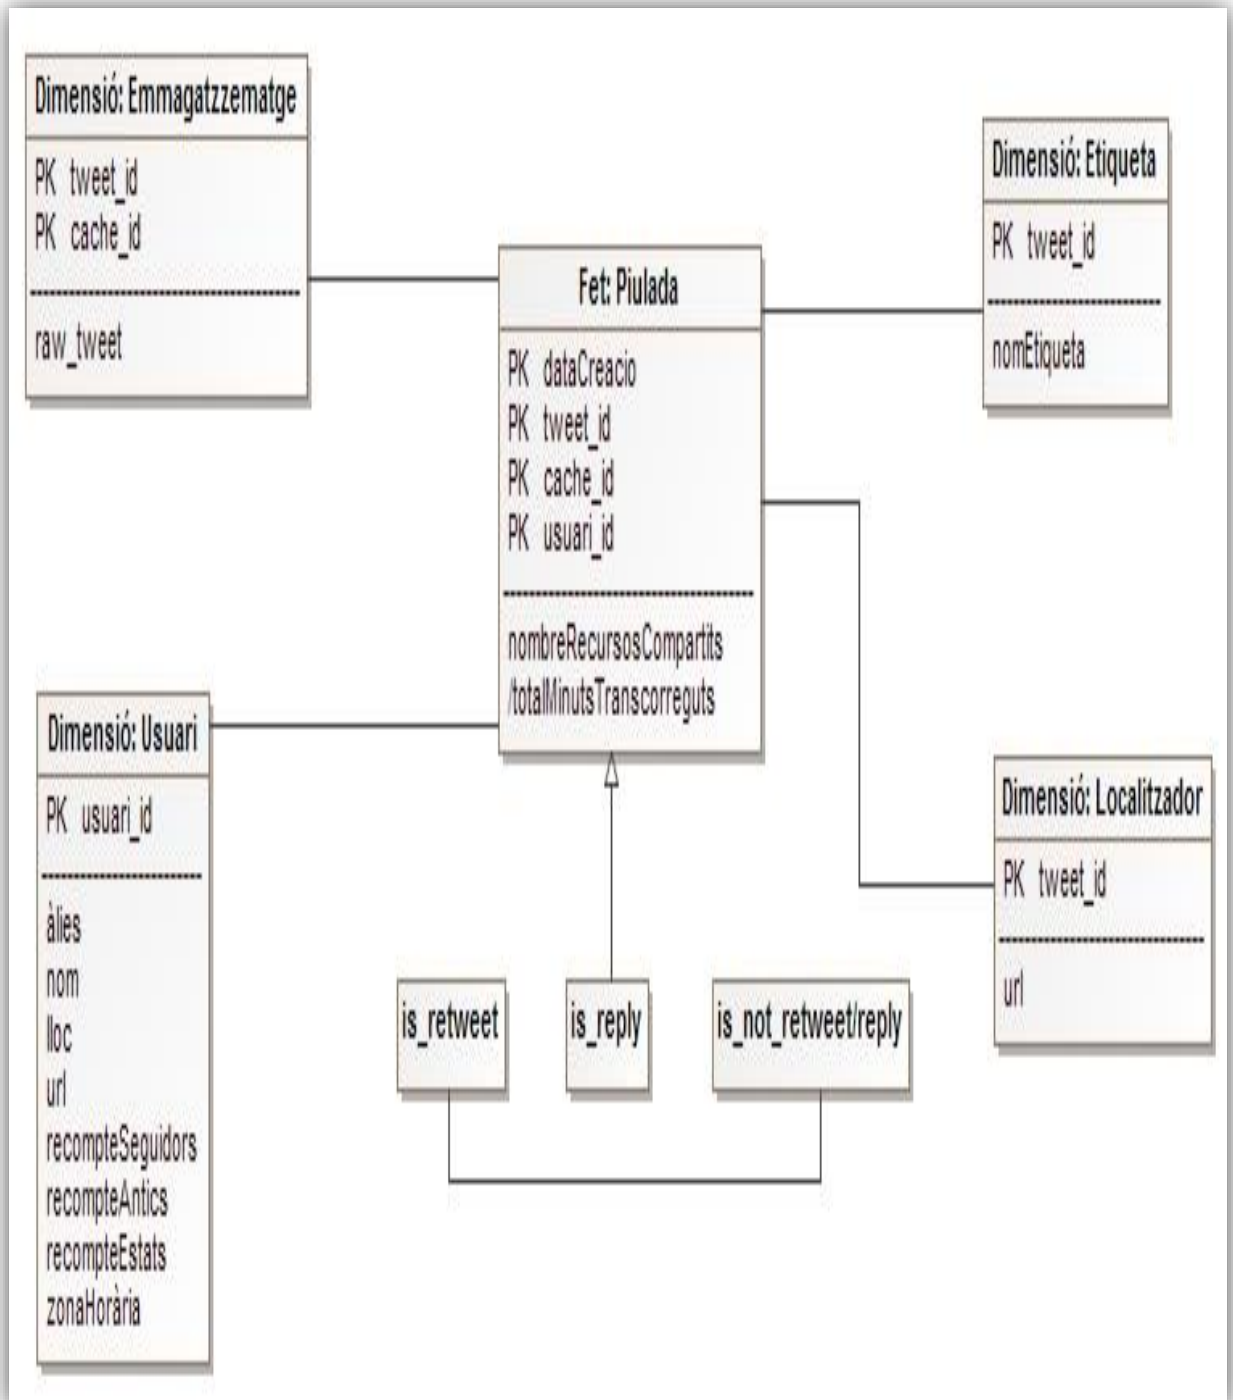 Dimensió: Emmagatzzematge
PK tweet_id
PK cache_id
raw_tweet
Dimensió: Etiqueta
PK tweet_id
nomEtiqueta
Fet: Piulada
PK dataCreacio
PK tweet_id
PK cache_id
PK usuari_id
nombreRecursosCompartits
/totalMinutsTranscorreguts
Dimensió: Usuari
PK usuari_id
àlies
nom
lloc
url
recompteSeguidors
recompteAntics
recompteEstats
zonaHorària
Dimensió: Localitzador
PK tweet_id
url
is_retweet
is_reply
is_not_retweet/reply